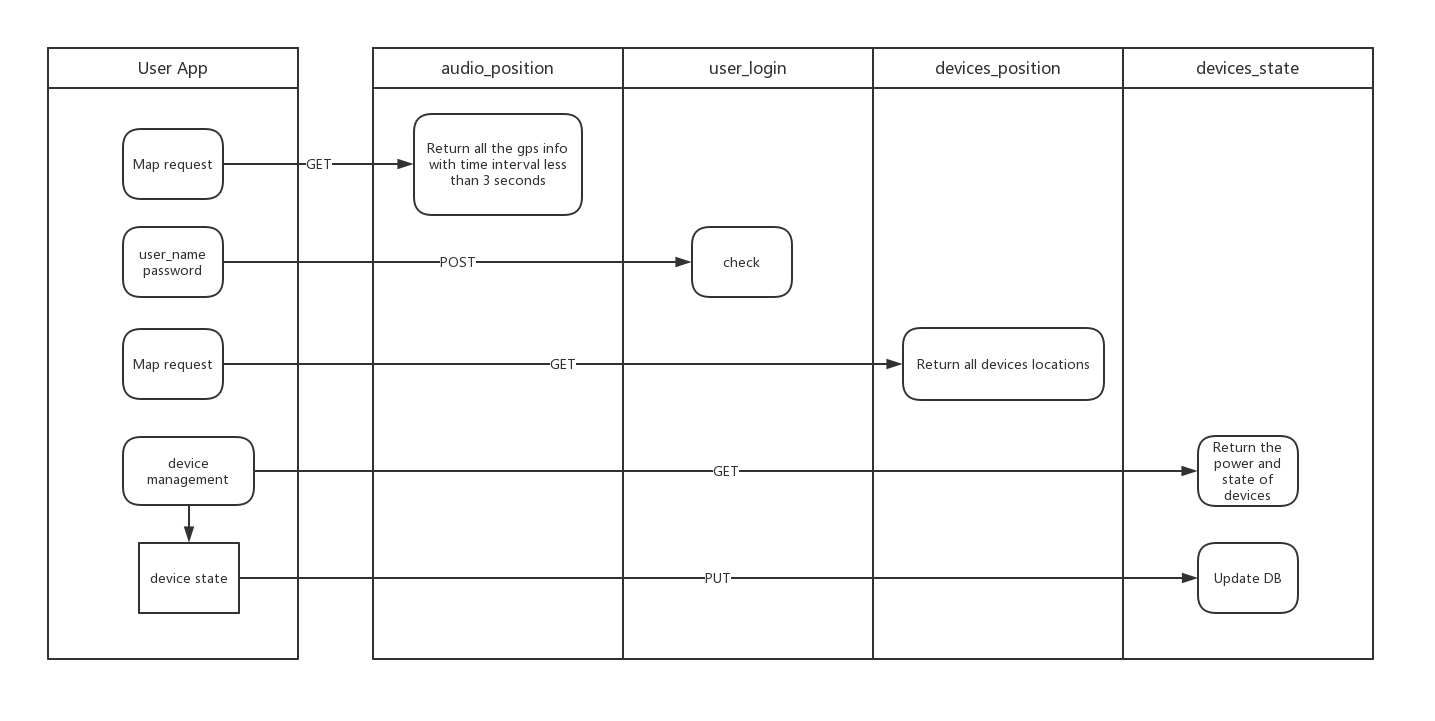 User App
audio_position
user_login
devices_position
devices_state
Map request
GET
Return all the gps info
with time interval less
than 3 seconds
user_name
password
POST
check
Map request
GET
Return all devices locations
device
management
GET
Return the
power and
state of
devices
device state
PUT
Update DB